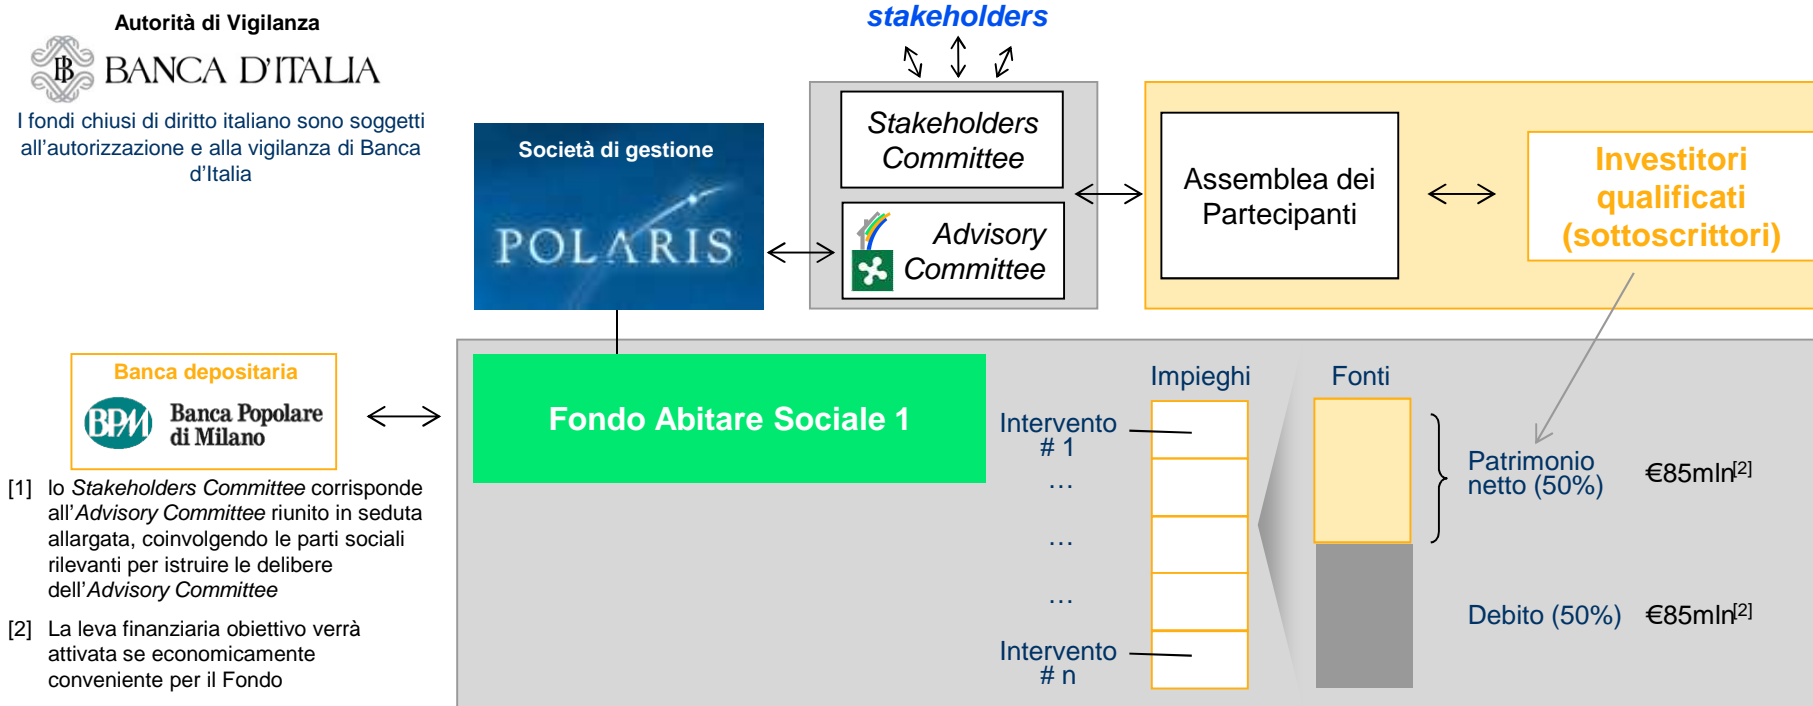 Autorità di Vigilanza
BANCA D'ITALIA
I fondi chiusi di diritto italiano sono soggetti
all'autorizzazione e alla vigilanza di Banca
d'Italia
Società di gestione
POLARIS
stakeholders
Stakeholders
Committee
Advisory
Committee
Assemblea dei
Partecipanti
Investitori
qualificati
(sottoscrittori)
Banca depositaria
BPM
Banca Popolare
di Milano
Fondo Abitare Sociale 1
Impieghi
Fonti
Intervento
# 1
…
…
…
Intervento
# n
Patrimonio
netto (50%)
€85mln[2]
Debito (50%)
€85mln[2]
[1] lo Stakeholders Committee corrisponde
all'Advisory Committee riunito in seduta
allargata, coinvolgendo le parti sociali
rilevanti per istruire le delibere
dell'Advisory Committee
[2] La leva finanziaria obiettivo verrà
attivata se economicamente
conveniente per il Fondo